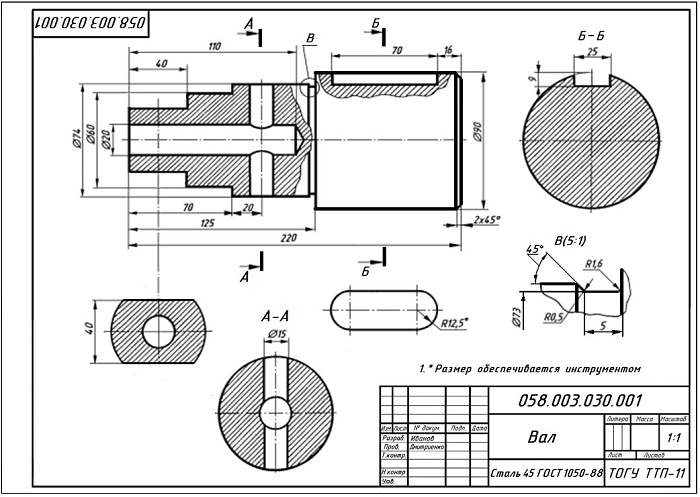 058.003.030.001
А
Б
Б-Б
В
110
70
16
25
40
9
Ø74
Ø60
Ø20
Ø90
70
20
2х45°
125
220
В(5:1)
45°
R1,6
А
Б
Ø73
R0,5
5
40
А-А
Ø15
R12,5*
1.* Размер обеспечивается инструментом
058.003.030.001
Литера Масса Масштаб
Вал
1:1
Изм. Лист № докум. Подп. Дата
Разраб. Иванов
Пров. Дмитриенко
Т.контр.
Лист Листов
Н.контр.
Утв.
Сталь 45 ГОСТ 1050-88
ТОГУ ТТП-11